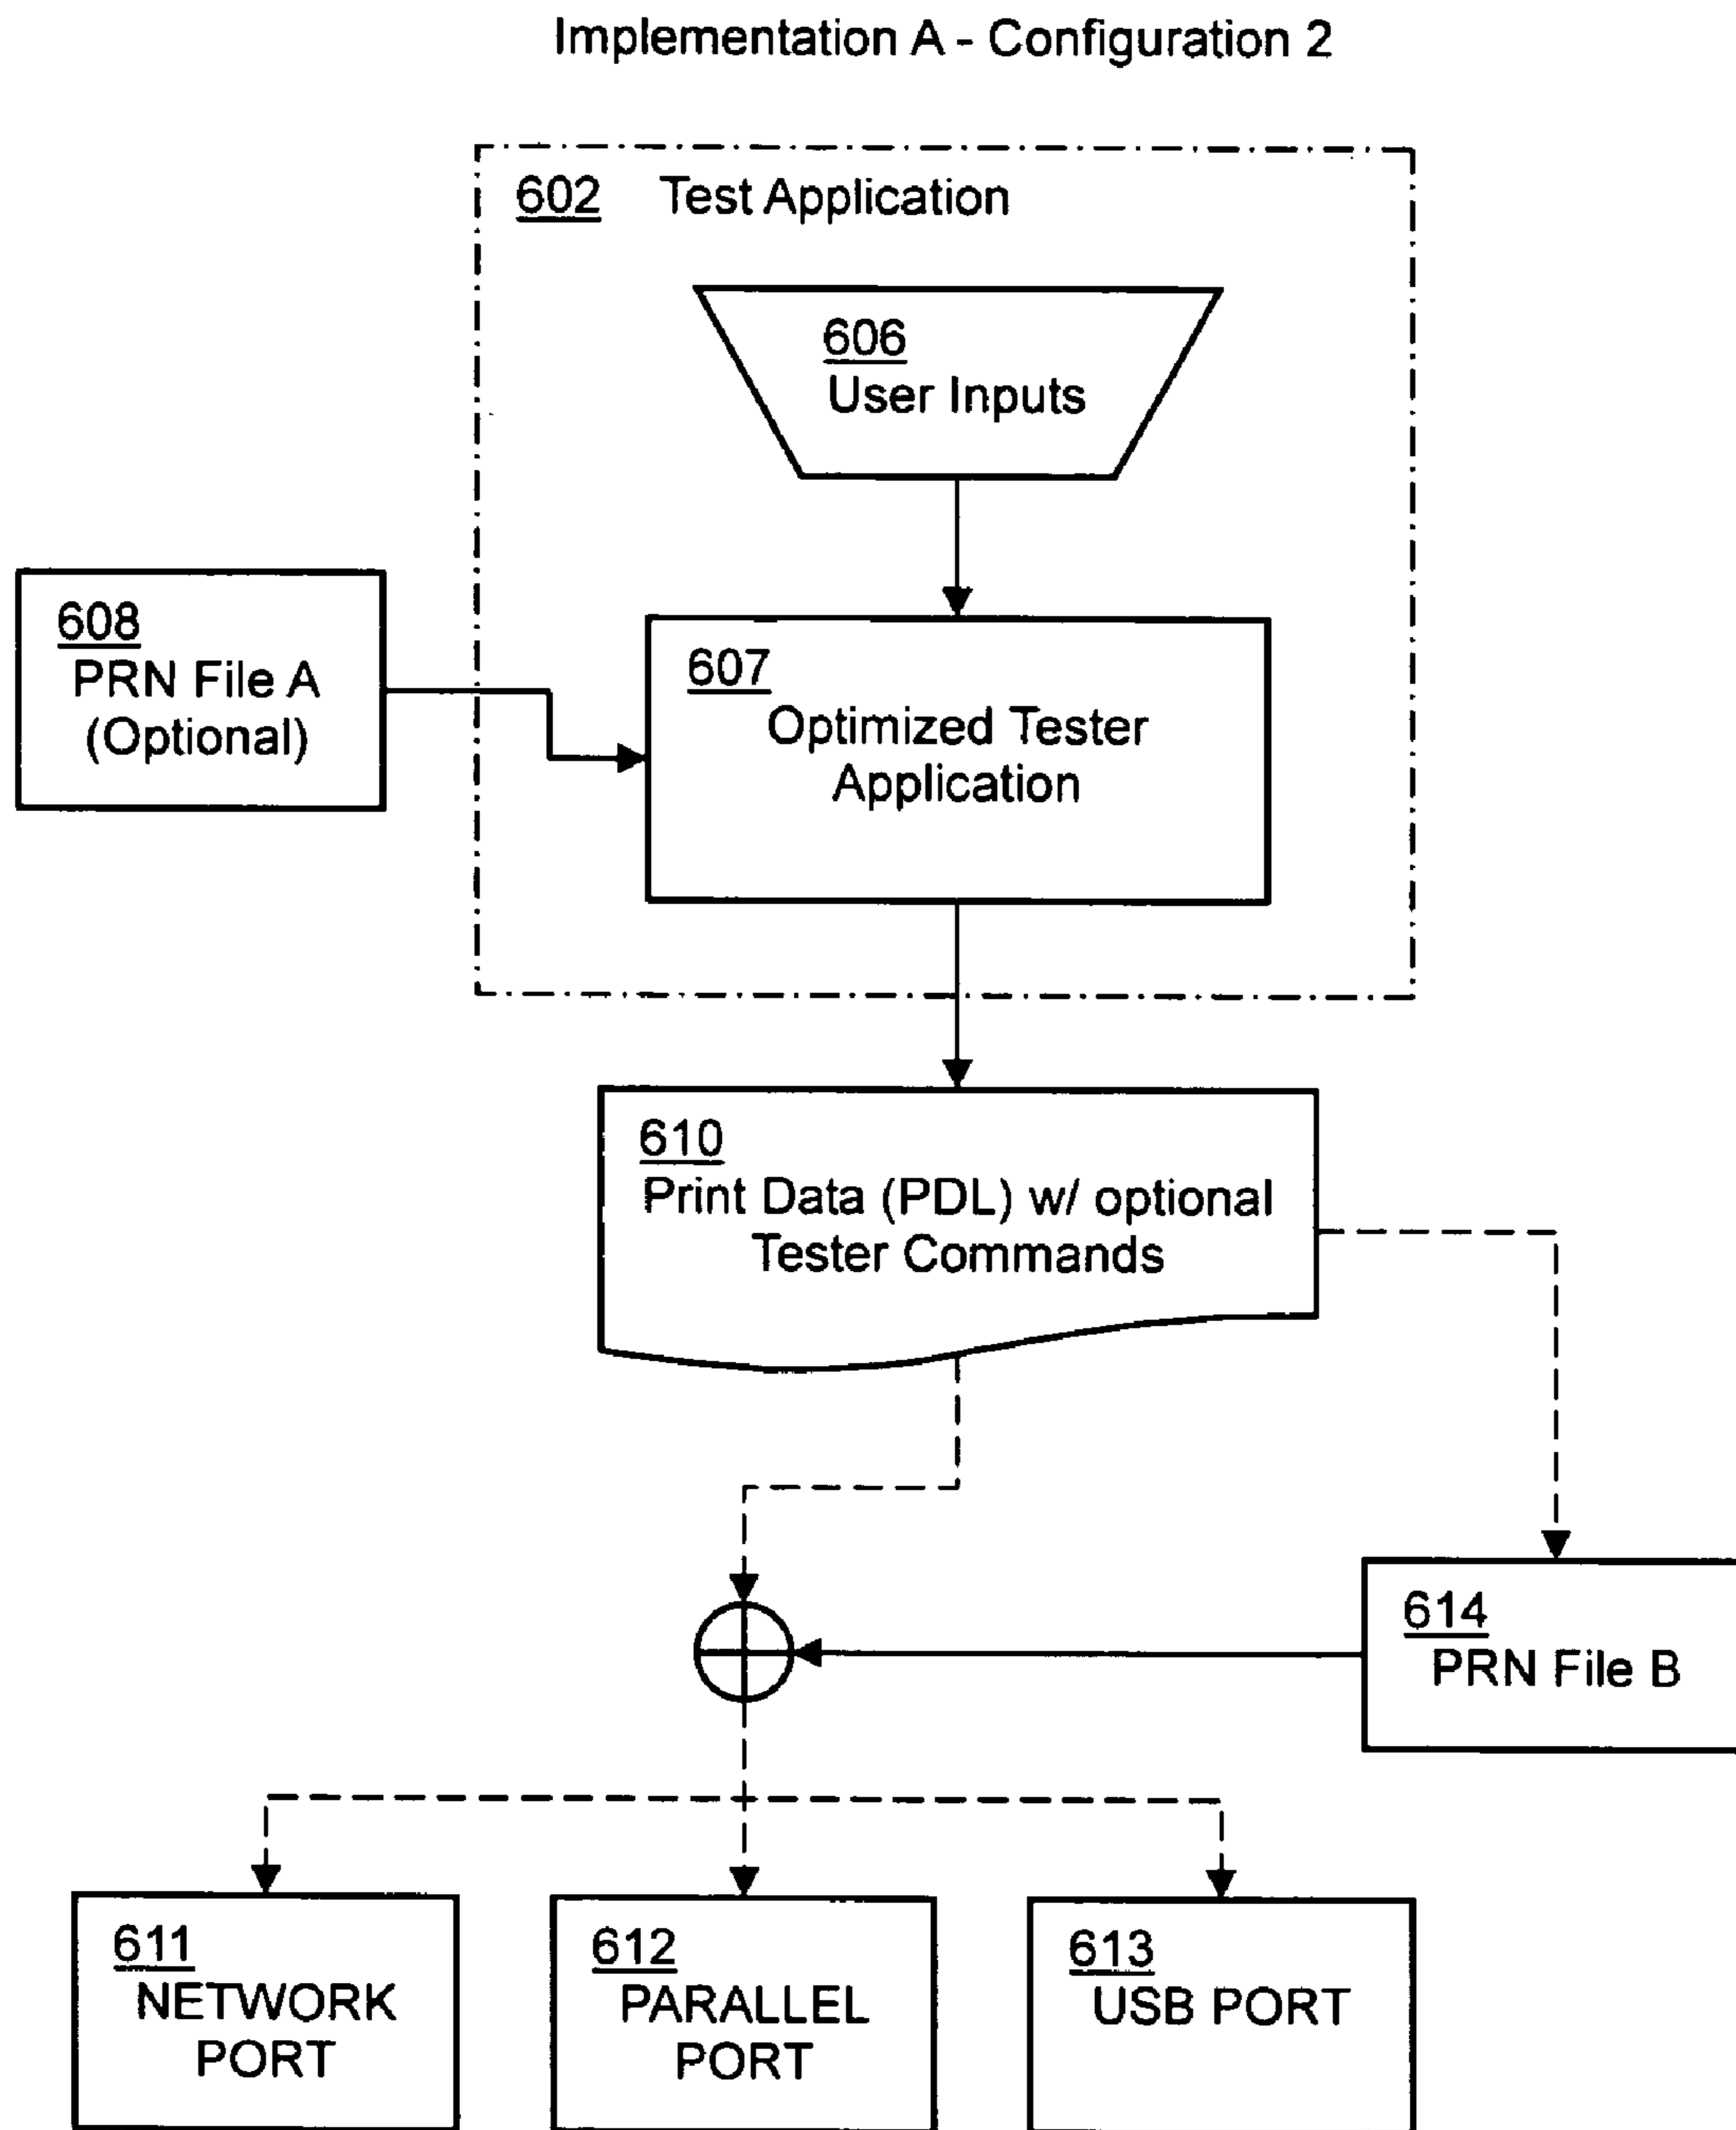 Implementation A - Configuration 2
602 Test Application
606
User Inputs
608
PRN File A
(Optional)
607
Optimized Tester
Application
610
Print Data (PDL) w/ optional
Tester Commands
614
PRN File B
611
NETWORK
PORT
612
PARALLEL
PORT
613
USB PORT